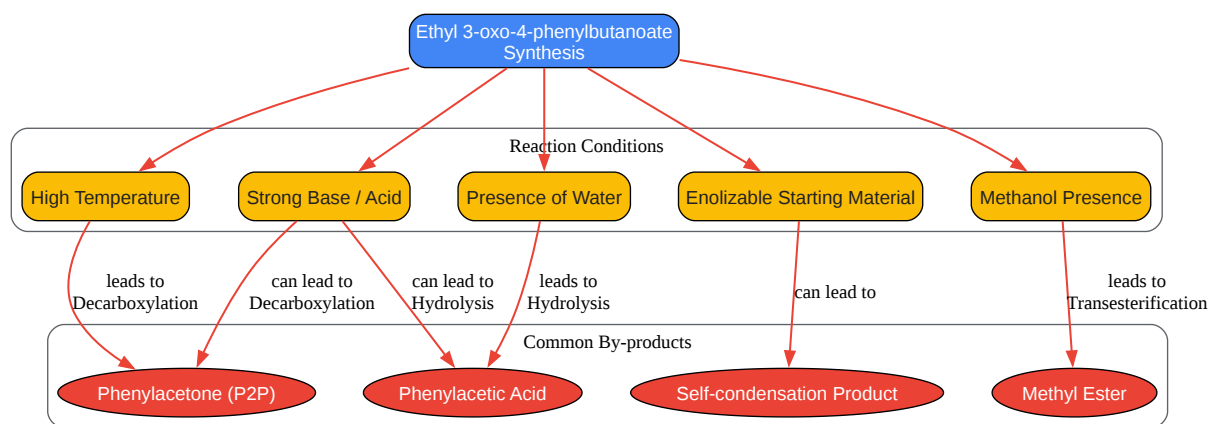 Ethyl 3-oxo-4-phenylbutanoate
Synthesis
Reaction Conditions
High Temperature
Strong Base / Acid
Presence of Water
Enolizable Starting Material
Methanol Presence
leads to
Decarboxylation
can lead to
Decarboxylation
can lead to
Hydrolysis
leads to
Hydrolysis
can lead to
leads to
Transesterification
Common By-products
Phenylacetone (P2P)
Phenylacetic Acid
Self-condensation Product
Methyl Ester